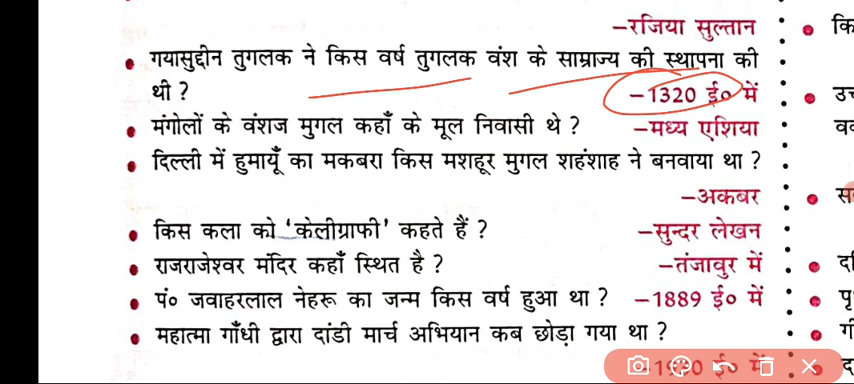 –रजिया सुल्तान
कि
गयासुद्दीन तुगलक ने किस वर्ष तुगलक वंश के साम्राज्य की स्थापना की
थी ? –1320 ई० में
मंगोलों के वंशज मुगल कहाँ के मूल निवासी थे ? –मध्य एशिया
दिल्ली में हुमायूँ का मकबरा किस मशहूर मुगल शहंशाह ने बनवाया था ?
–अकबर
किस कला को ‘केलीग्राफी’ कहते हैं ? –सुन्दर लेखन
राजराजेश्वर मंदिर कहाँ स्थित है ? –तंजावुर में
पं० जवाहरलाल नेहरू का जन्म किस वर्ष हुआ था ? –1889 ई० में
महात्मा गाँधी द्वारा दांडी मार्च अभियान कब छोड़ा गया था ?
–1930 ई० में